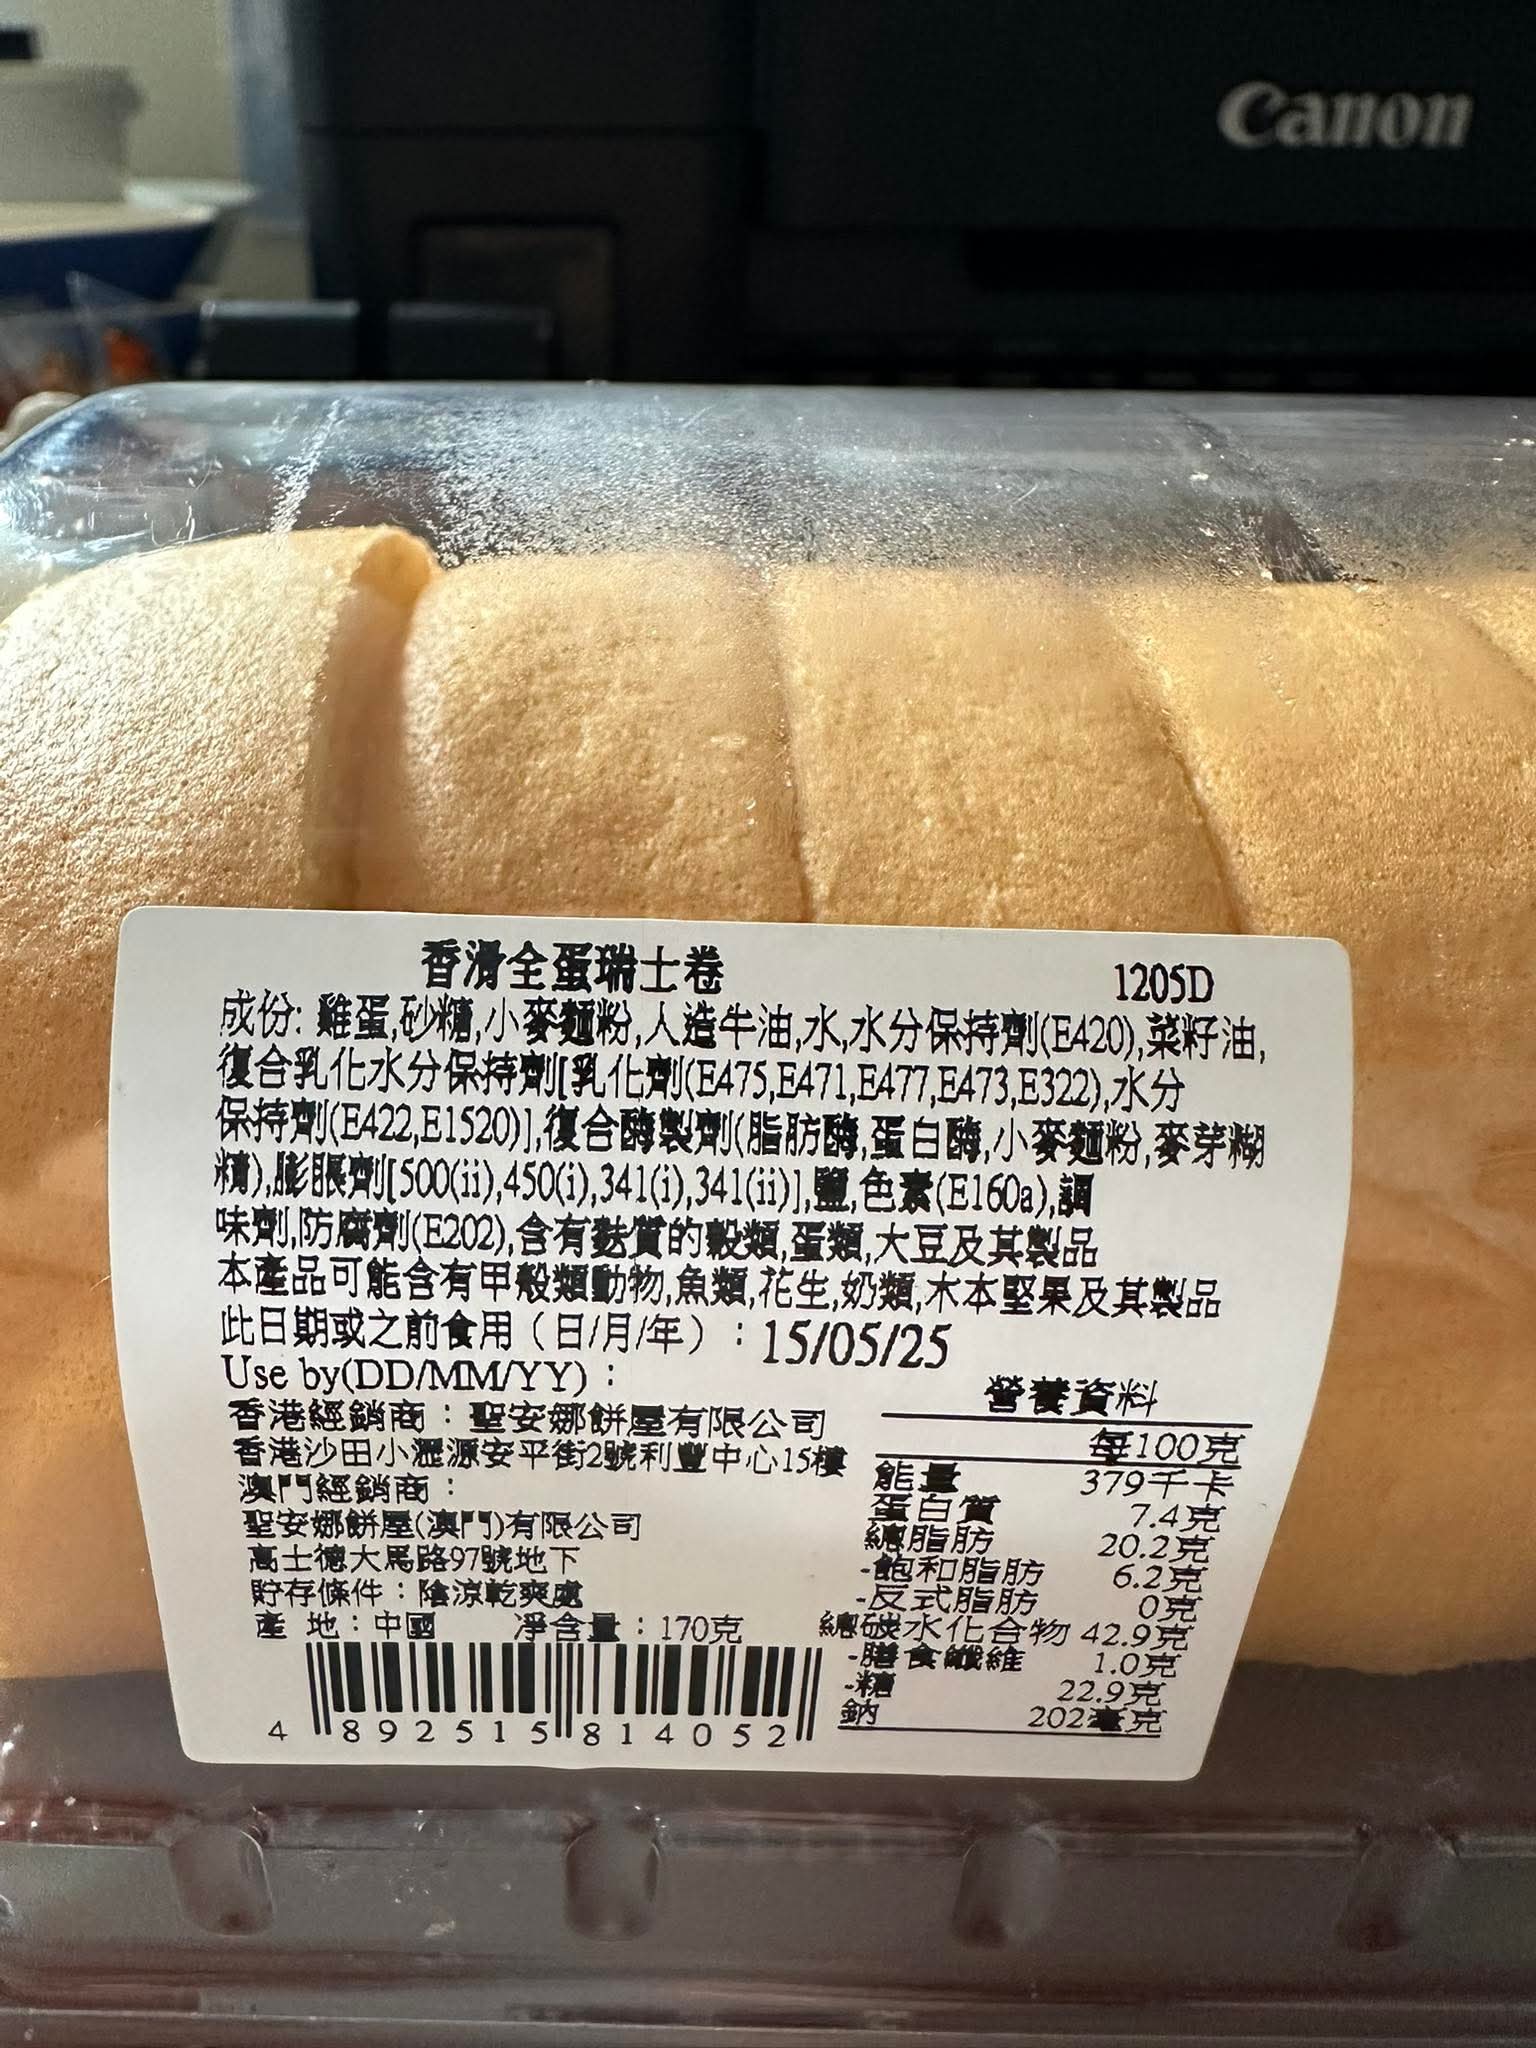 Canon
香滑全蛋瑞士卷 1205D
成份: 雞蛋,砂糖,小麥麵粉,人造牛油,水,水分保持劑(E420),菜籽油,
復合乳化水分保持劑[乳化劑(E475,E471,E477,E473,E322),水分
保持劑(E422,E1520)],復合酶製劑(脂肪酶,蛋白酶,小麥麵粉,麥芽糊
精),膨脹劑[500(ii),450(i),341(i),341(ii)],鹽,色素(E160a),調
味劑,防腐劑(E202),含有麩質的穀類,蛋類,大豆及其製品
本產品可能含有甲殼類動物,魚類,花生,奶類,木本堅果及其製品
此日期或之前食用（日/月/年）: 15/05/25
Use by(DD/MM/YY) :
香港經銷商 : 聖安娜餅屋有限公司
香港沙田小瀝源安平街2號利豐中心15樓
澳門經銷商 :
聖安娜餅屋(澳門)有限公司
高士德大馬路97號地下
貯存條件 : 陰涼乾爽處
產 地 : 中國 淨含量 : 170克
4 892515 814052
營養資料
每100克
能量 379千卡
蛋白質 7.4克
總脂肪 20.2克
-飽和脂肪 6.2克
-反式脂肪 0克
總碳水化合物 42.9克
-膳食纖維 1.0克
-糖 22.9克
鈉 202毫克